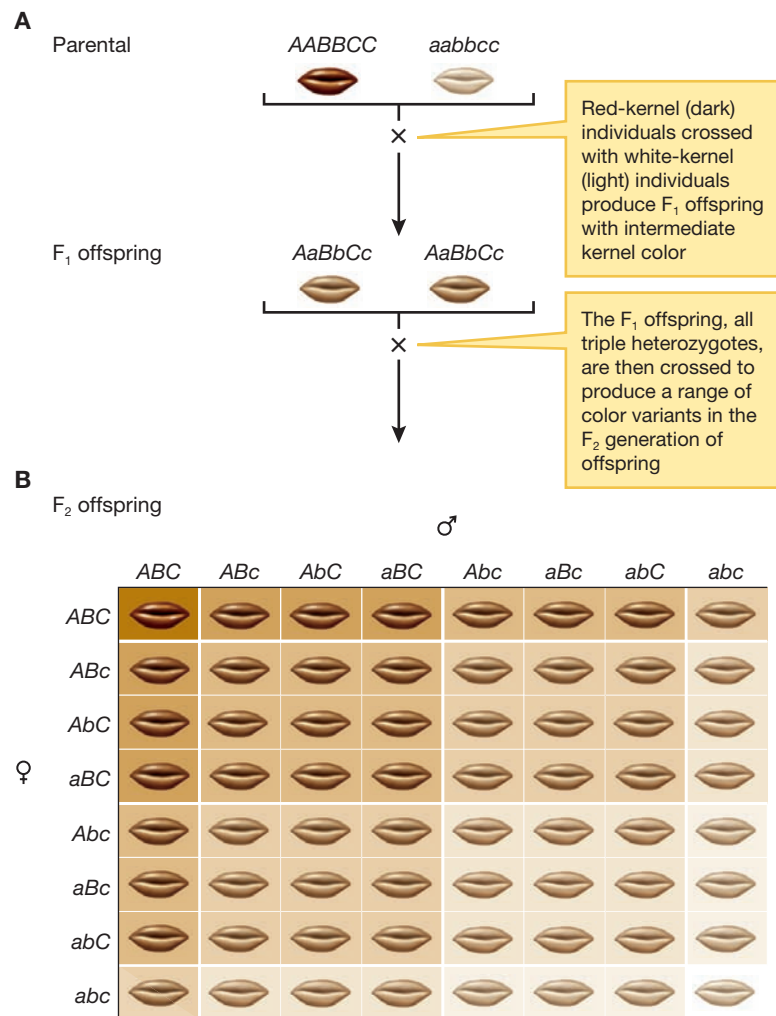 A
Parental
AABBCC aabbcc
×
Red-kernel (dark)
individuals crossed
with white-kernel
(light) individuals
produce F₁ offspring
with intermediate
kernel color
F₁ offspring
AaBbCc AaBbCc
×
The F₁ offspring, all
triple heterozygotes,
are then crossed to
produce a range of
color variants in the
F₂ generation of
offspring
B
F₂ offspring
♂
ABC ABc AbC aBC Abc aBc abC abc
ABC
ABc
AbC
♀
aBC
Abc
aBc
abC
abc